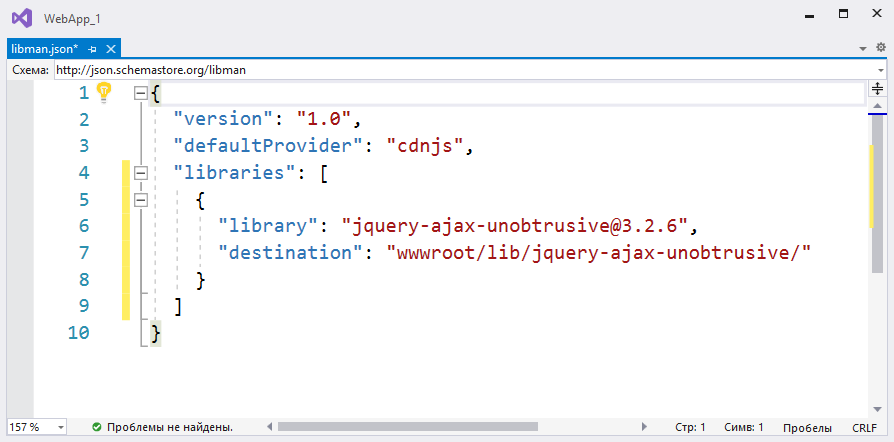 WebApp_1
libman.json*
Схема: http://json.schemastore.org/libman
1 {
2 "version": "1.0",
3 "defaultProvider": "cdnjs",
4 "libraries": [
5 {
6 "library": "jquery-ajax-unobtrusive@3.2.6",
7 "destination": "wwwroot/lib/jquery-ajax-unobtrusive/"
8 }
9 ]
10 }
157 % Проблемы не найдены. Стр: 1 Симв: 1 Пробелы CRLF